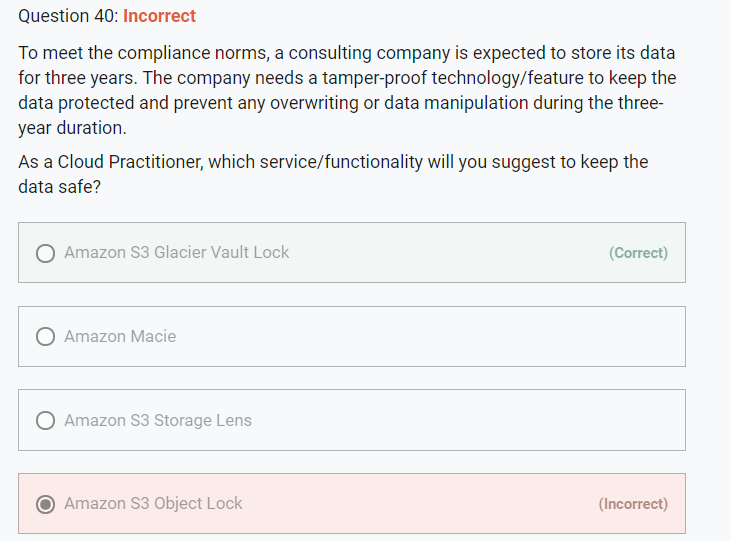 Question 40: Incorrect
To meet the compliance norms, a consulting company is expected to store its data
for three years. The company needs a tamper-proof technology/feature to keep the
data protected and prevent any overwriting or data manipulation during the three-
year duration.
As a Cloud Practitioner, which service/functionality will you suggest to keep the
data safe?
Amazon S3 Glacier Vault Lock (Correct)
Amazon Macie
Amazon S3 Storage Lens
Amazon S3 Object Lock (Incorrect)